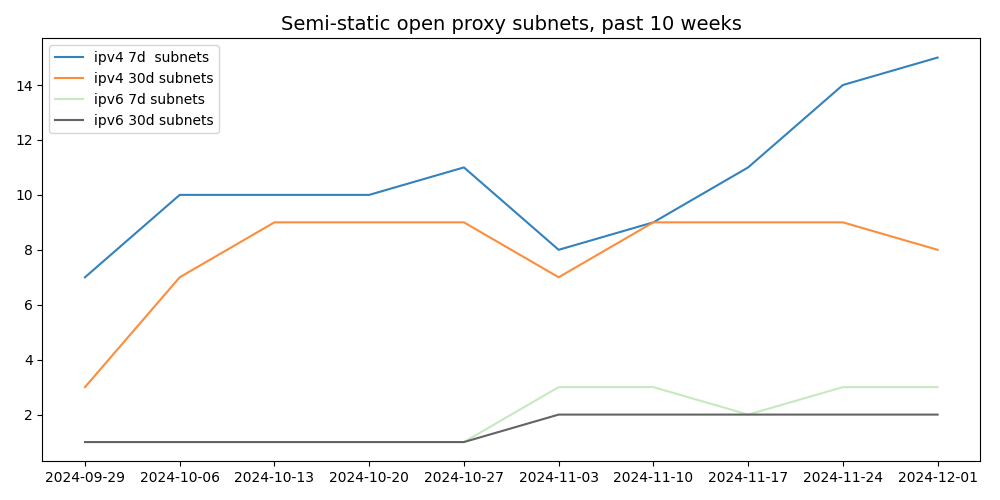 Semi-static open proxy subnets, past 10 weeks
ipv4 7d  subnets
ipv4 30d subnets
ipv6 7d subnets
ipv6 30d subnets
14
12
10
8
6
4
2
2024-09-29 2024-10-06 2024-10-13 2024-10-20 2024-10-27 2024-11-03 2024-11-10 2024-11-17 2024-11-24 2024-12-01